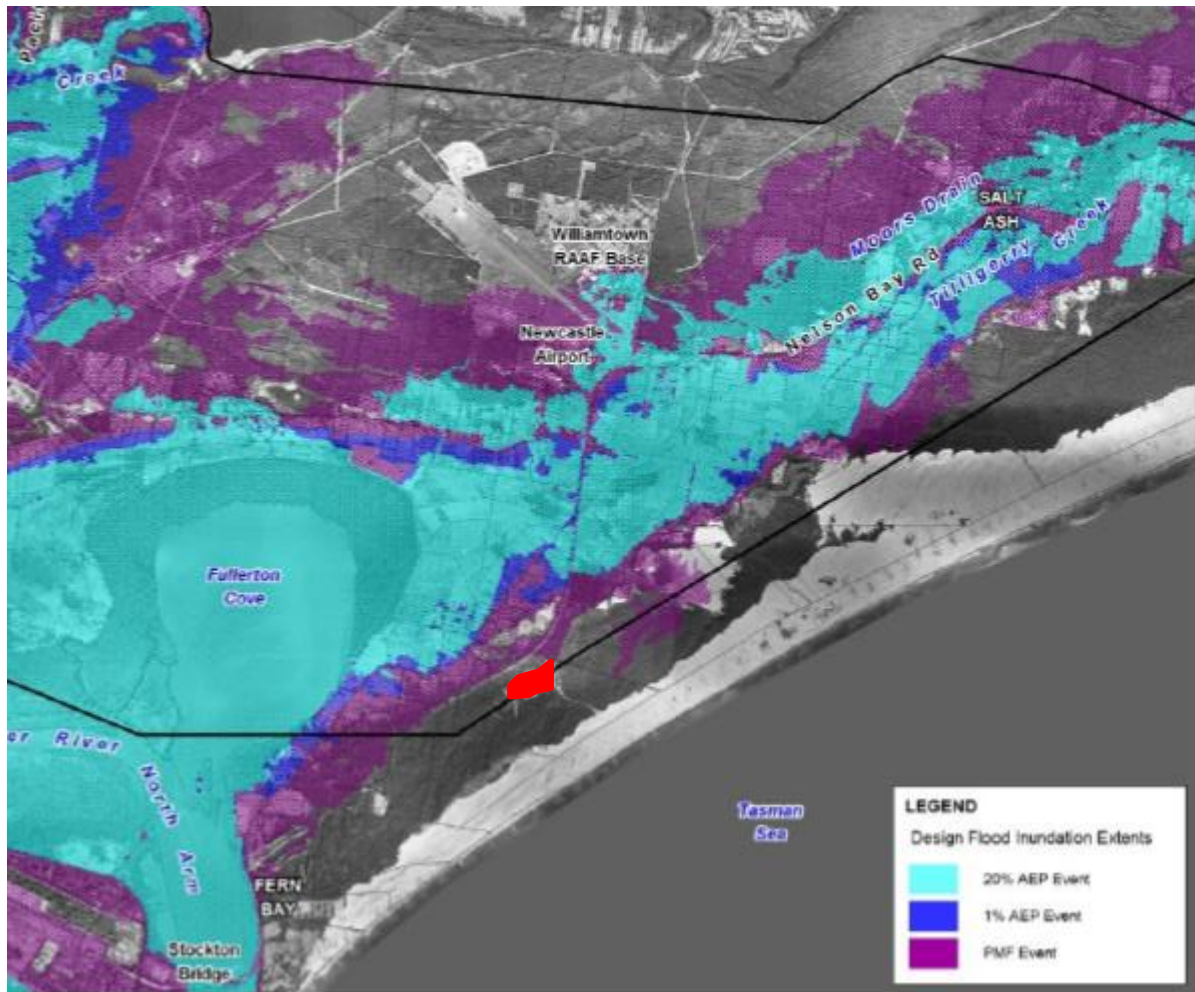 Creek
Williamtown
RAAF Base
Newcastle
Airport
Moors Drain
SALT
ASH
Nelson Bay Rd
Tilligerry Creek
Fullerton
Cove
River
North
Arm
FERN
BAY
Stockton
Bridge
Tasman
Sea
LEGEND
Design Flood Inundation Extents
20% AEP Event
1% AEP Event
PMF Event